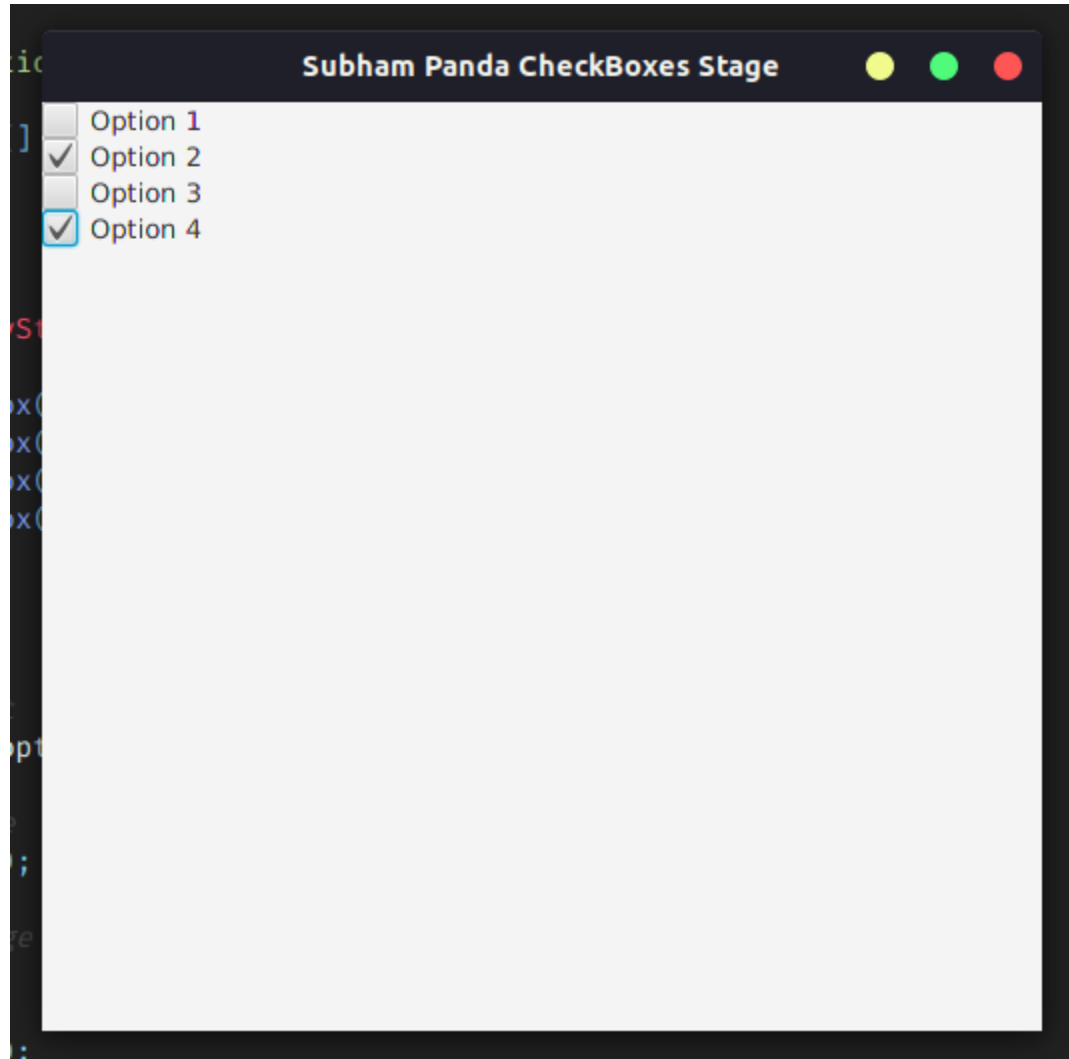 Subham Panda CheckBoxes Stage
Option 1
Option 2
Option 3
Option 4
[]
x(
x(
x(
x(
);
);